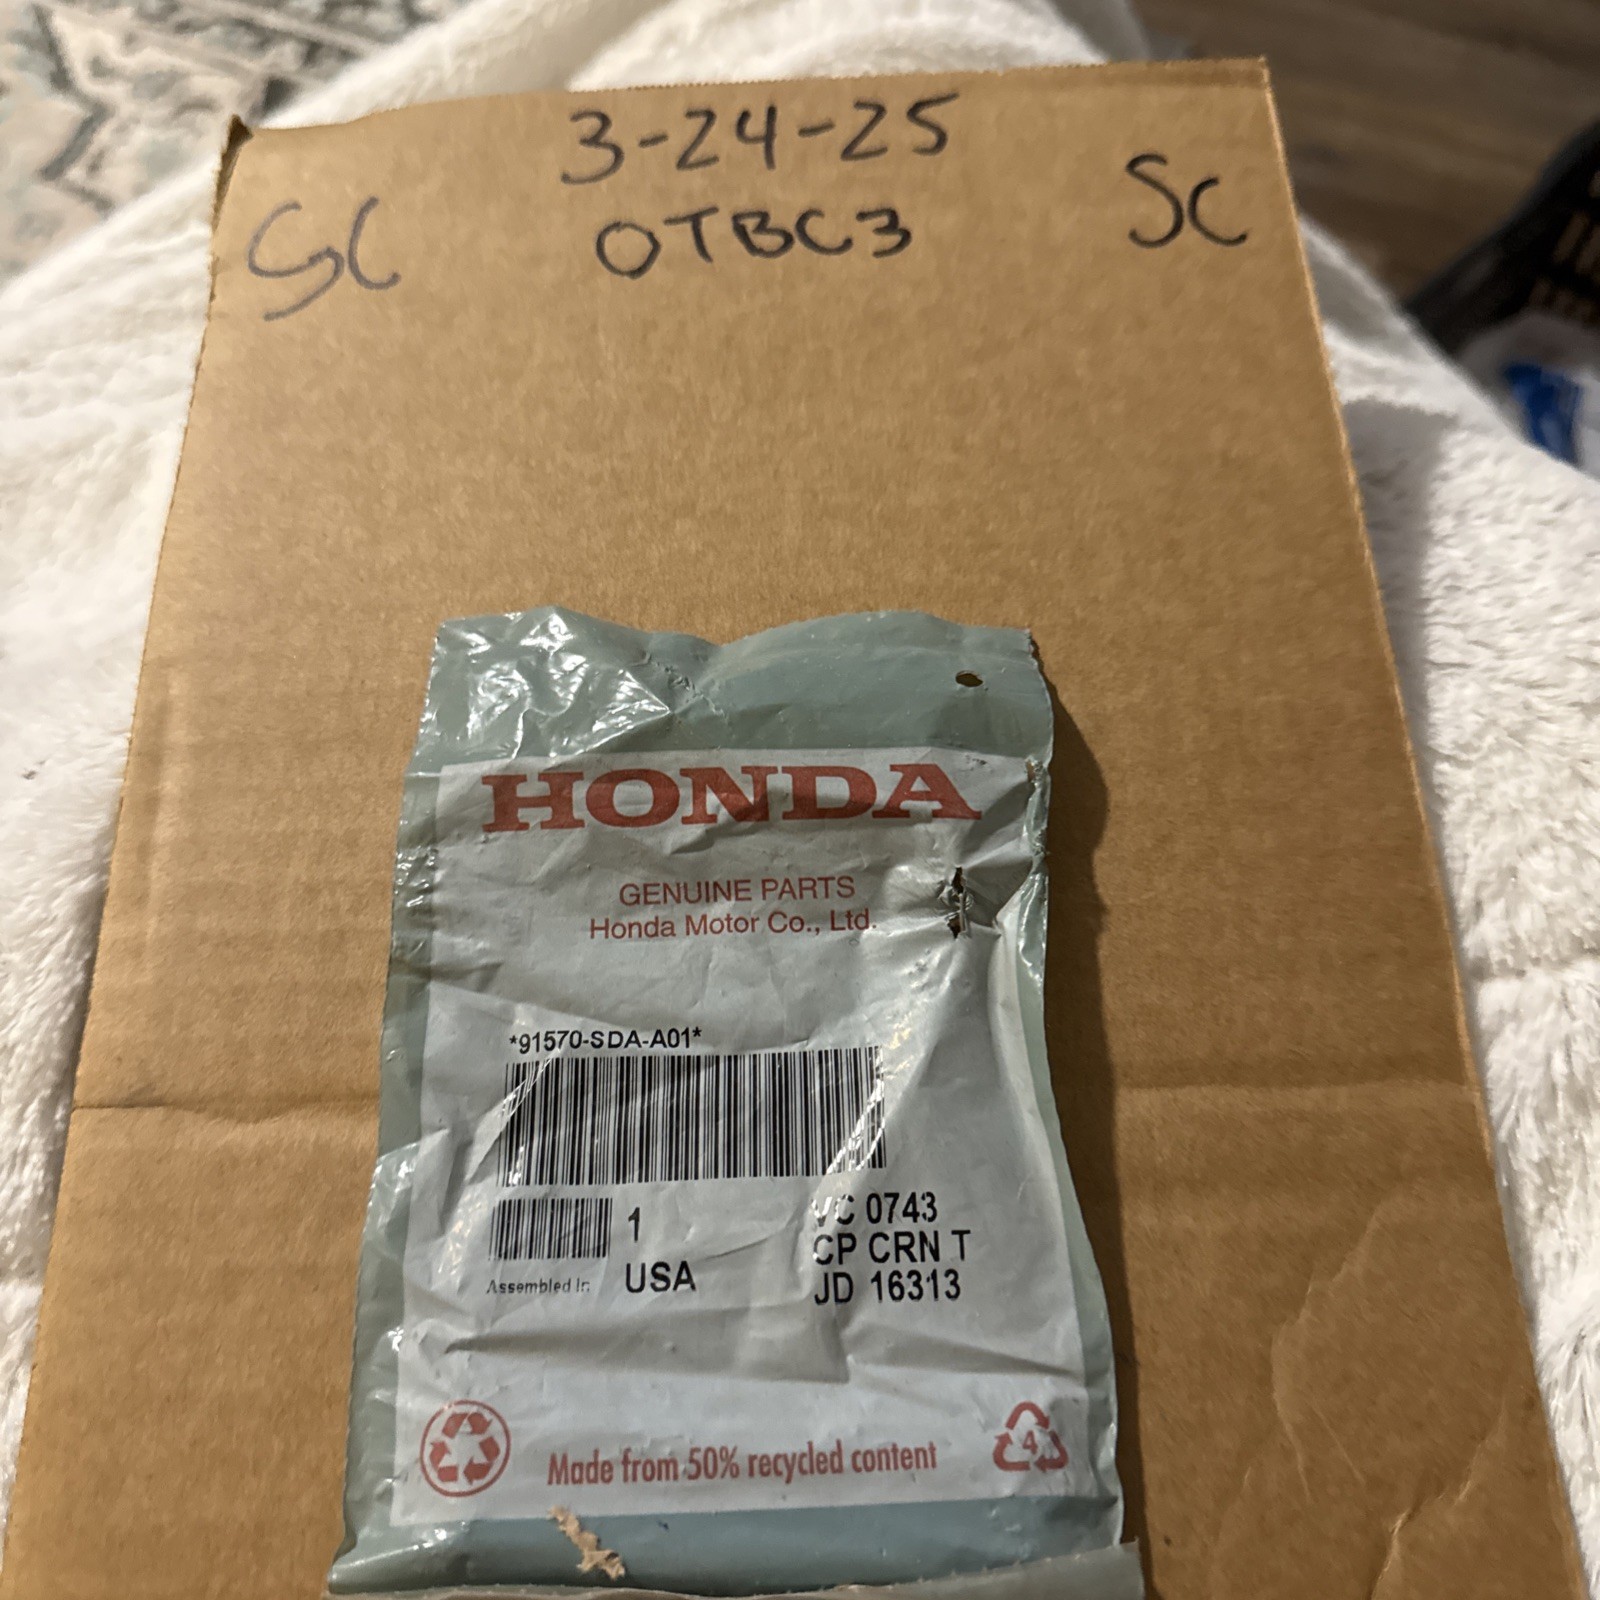 3-24-25
SC OTBC3 SC
HONDA
GENUINE PARTS
Honda Motor Co., Ltd.
*91570-SDA-A01*
1 VC 0743
CP CRN T
Assembled In: USA JD 16313
4
Made from 50% recycled content